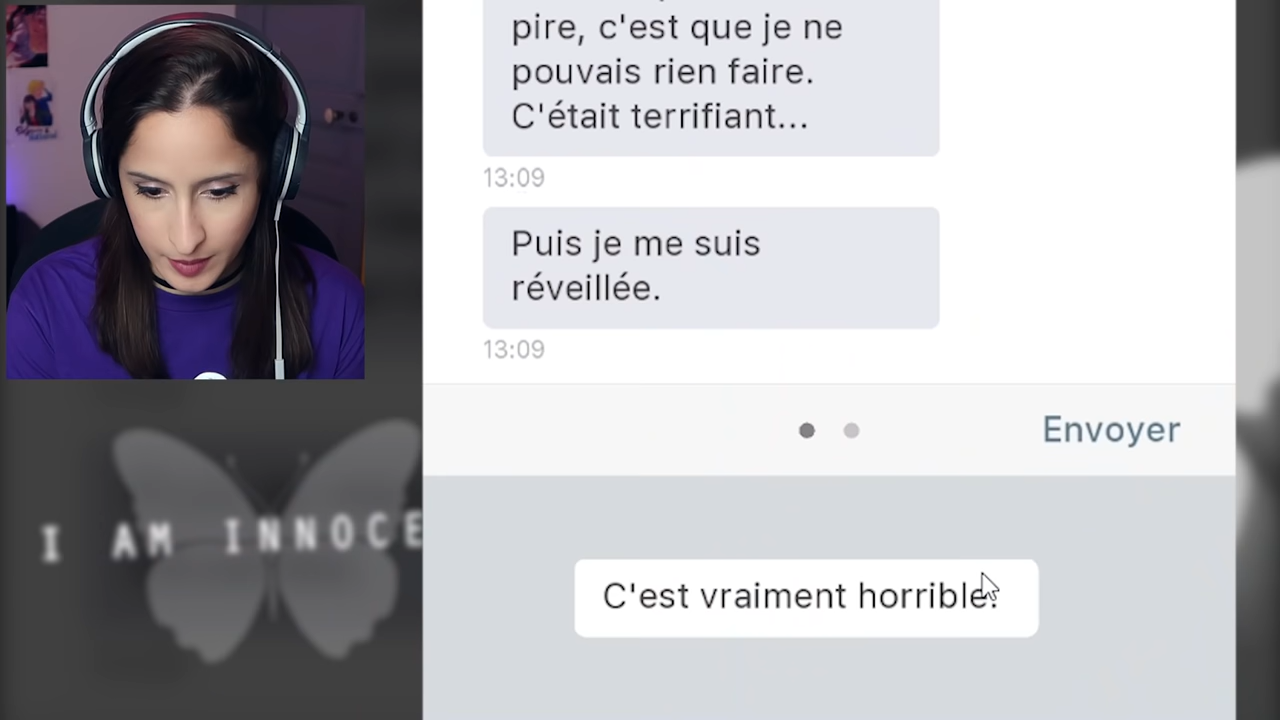 pire, c'est que je ne
pouvais rien faire.
C'était terrifiant...
13:09
Puis je me suis
réveillée.
13:09
Envoyer
I AM INNOCE
C'est vraiment horrible.